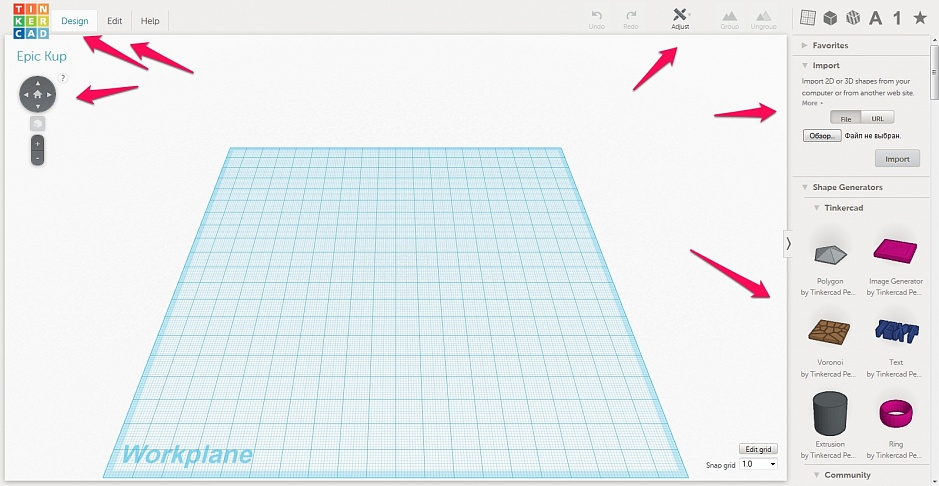 TIN
KER
CAD
Design
Edit
Help
Undo
Redo
Adjust
Group
Ungroup
A
1
Epic Kup
?
+
-
Workplane
Edit grid
Snap grid 1.0
Favorites
Import
Import 2D or 3D shapes from your
computer or from another web site.
More
File
URL
Обзор...
Файл не выбран.
Import
Shape Generators
Tinkercad
Polygon
by Tinkercad Pe...
Image Generator
by Tinkercad Pe...
Voronoi
by Tinkercad Pe...
TEXT
Text
by Tinkercad Pe...
Extrusion
by Tinkercad Pe...
Ring
by Tinkercad Pe...
Community